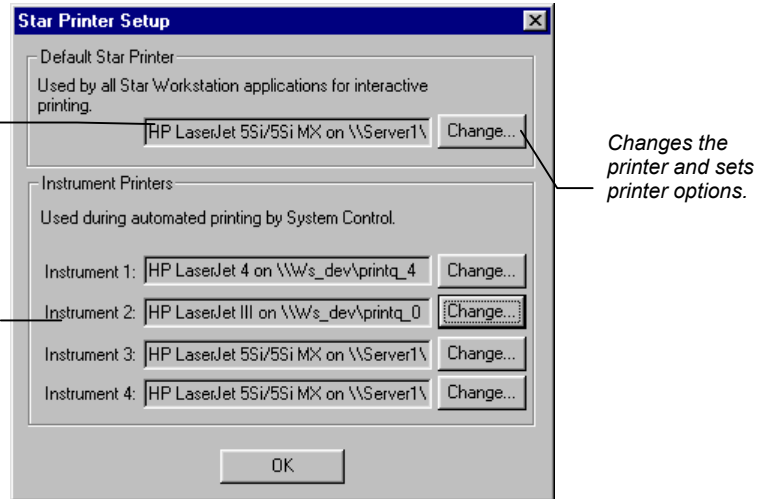 Star Printer Setup
Default Star Printer
Used by all Star Workstation applications for interactive
printing.
HP LaserJet 5Si/5Si MX on \\Server1\
Change...
Changes the
printer and sets
printer options.
Instrument Printers
Used during automated printing by System Control.
Instrument 1: HP LaserJet 4 on \\Ws_dev\printq_4 Change...
Instrument 2: HP LaserJet III on \\Ws_dev\printq_0 Change...
Instrument 3: HP LaserJet 5Si/5Si MX on \\Server1\ Change...
Instrument 4: HP LaserJet 5Si/5Si MX on \\Server1\ Change...
OK